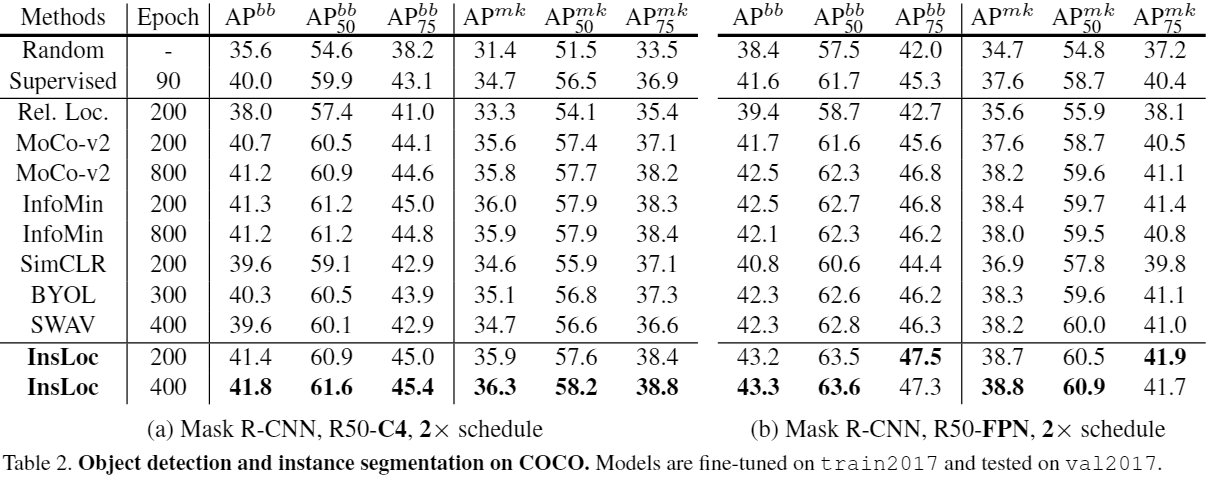 Methods Epoch AP^bb AP^bb_50 AP^bb_75 AP^mk AP^mk_50 AP^mk_75 AP^bb AP^bb_50 AP^bb_75 AP^mk AP^mk_50 AP^mk_75
Random - 35.6 54.6 38.2 31.4 51.5 33.5 38.4 57.5 42.0 34.7 54.8 37.2
Supervised 90 40.0 59.9 43.1 34.7 56.5 36.9 41.6 61.7 45.3 37.6 58.7 40.4
Rel. Loc. 200 38.0 57.4 41.0 33.3 54.1 35.4 39.4 58.7 42.7 35.6 55.9 38.1
MoCo-v2 200 40.7 60.5 44.1 35.6 57.4 37.1 41.7 61.6 45.6 37.6 58.7 40.5
MoCo-v2 800 41.2 60.9 44.6 35.8 57.7 38.2 42.5 62.3 46.8 38.2 59.6 41.1
InfoMin 200 41.3 61.2 45.0 36.0 57.9 38.3 42.5 62.7 46.8 38.4 59.7 41.4
InfoMin 800 41.2 61.2 44.8 35.9 57.9 38.4 42.1 62.3 46.2 38.0 59.5 40.8
SimCLR 200 39.6 59.1 42.9 34.6 55.9 37.1 40.8 60.6 44.4 36.9 57.8 39.8
BYOL 300 40.3 60.5 43.9 35.1 56.8 37.3 42.3 62.6 46.2 38.3 59.6 41.1
SWAV 400 39.6 60.1 42.9 34.7 56.6 36.6 42.3 62.8 46.3 38.2 60.0 41.0
InsLoc 200 41.4 60.9 45.0 35.9 57.6 38.4 43.2 63.5 47.5 38.7 60.5 41.9
InsLoc 400 41.8 61.6 45.4 36.3 58.2 38.8 43.3 63.6 47.3 38.8 60.9 41.7
(a) Mask R-CNN, R50-C4, 2× schedule (b) Mask R-CNN, R50-FPN, 2× schedule
Table 2. Object detection and instance segmentation on COCO. Models are fine-tuned on train2017 and tested on val2017.